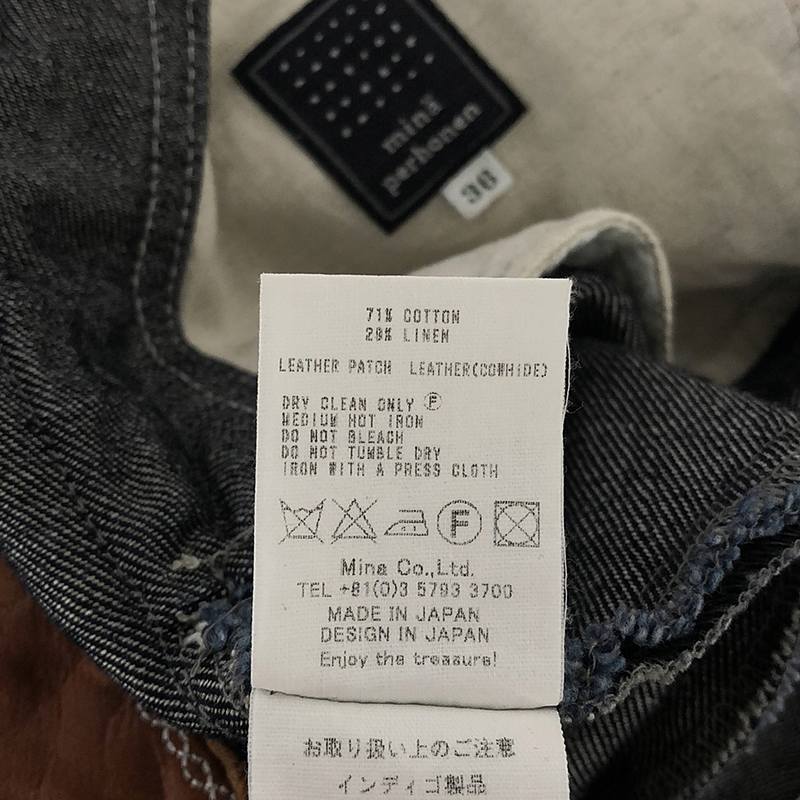 minä
perhonen
36
71% COTTON
29% LINEN
LEATHER PATCH LEATHER(COWHIDE)
DRY CLEAN ONLY Ⓕ
MEDIUM HOT IRON
DO NOT BLEACH
DO NOT TUMBLE DRY
IRON WITH A PRESS CLOTH
F
Mina Co.,Ltd.
TEL +81(0)3 5793 3700
MADE IN JAPAN
DESIGN IN JAPAN
Enjoy the treasure!
お取り扱い上のご注意
インディゴ製品